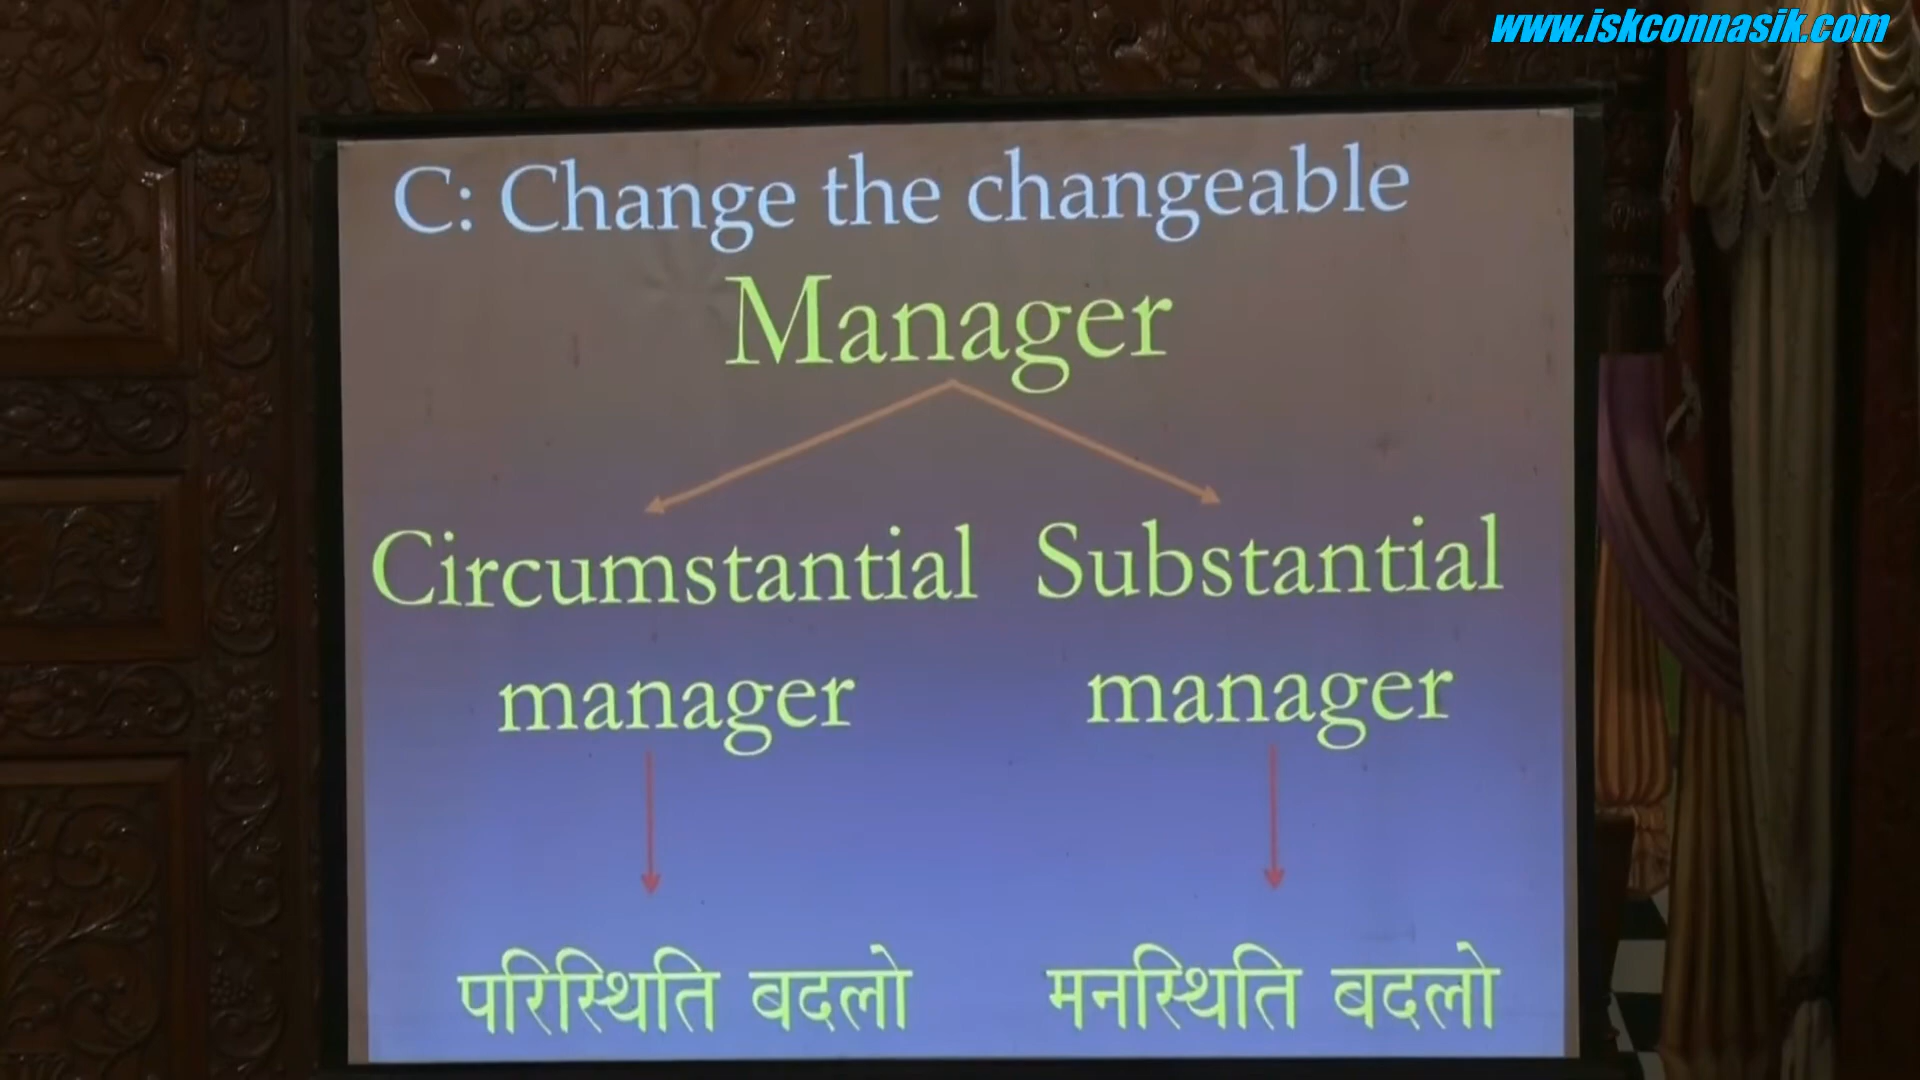 www.iskconnasik.com
C: Change the changeable
Manager
Circumstantial manager
Substantial manager
परिस्थिति बदलो
मनस्थिति बदलो